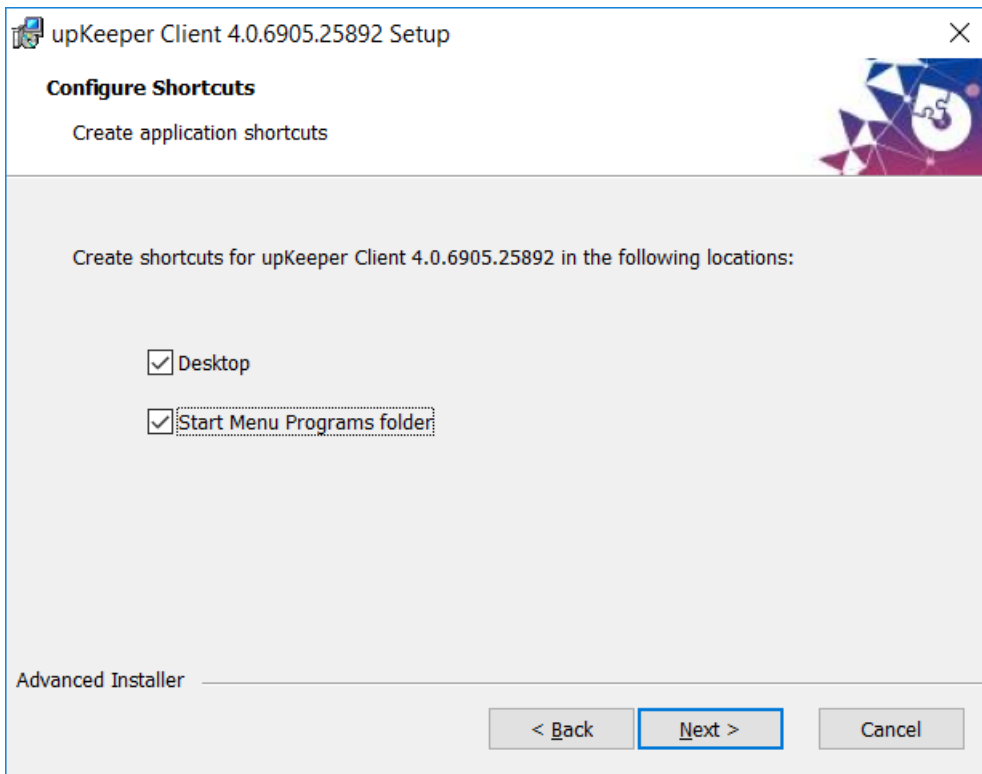 upKeeper Client 4.0.6905.25892 Setup
Configure Shortcuts
Create application shortcuts
Create shortcuts for upKeeper Client 4.0.6905.25892 in the following locations:
Desktop
Start Menu Programs folder
Advanced Installer
< Back Next > Cancel